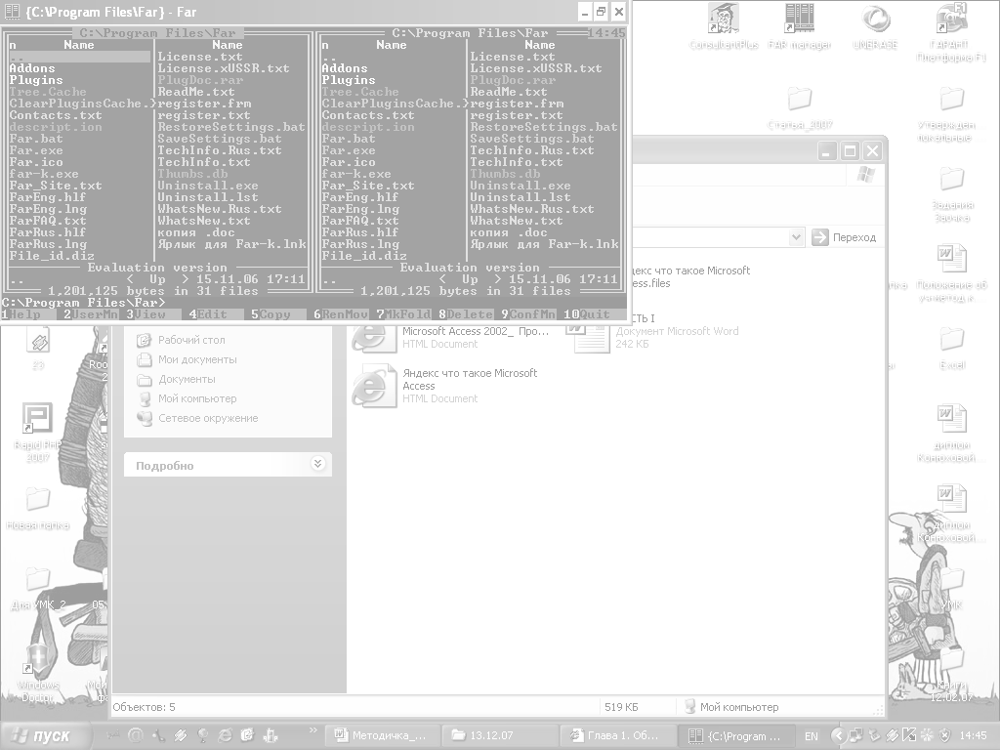 {C:\Program Files\Far} - Far
C:\Program Files\Far
C:\Program Files\Far 14:45
n Name Name
n Name Name
.. License.txt
Addons License.xUSSR.txt
Plugins PlugDoc.rar
Tree.Cache ReadMe.txt
ClearPluginsCache.> register.frm
Contacts.txt register.txt
descript.ion RestoreSettings.bat
Far.bat SaveSettings.bat
Far.exe TechInfo.Rus.txt
Far.ico TechInfo.txt
far-k.exe Thumbs.db
Far_Site.txt Uninstall.exe
FarEng.hlf Uninstall.lst
FarEng.lng WhatsNew.Rus.txt
FarFAQ.txt WhatsNew.txt
FarRus.hlf копия .doc
FarRus.lng Ярлык для Far-k.lnk
File_id.diz
Evaluation version
.. < Up > 15.11.06 17:11
1,201,125 bytes in 31 files
.. License.txt
Addons License.xUSSR.txt
Plugins PlugDoc.rar
Tree.Cache ReadMe.txt
ClearPluginsCache.> register.frm
Contacts.txt register.txt
descript.ion RestoreSettings.bat
Far.bat SaveSettings.bat
Far.exe TechInfo.Rus.txt
Far.ico TechInfo.txt
far-k.exe Thumbs.db
Far_Site.txt Uninstall.exe
FarEng.hlf Uninstall.lst
FarEng.lng WhatsNew.Rus.txt
FarFAQ.txt WhatsNew.txt
FarRus.hlf копия .doc
FarRus.lng Ярлык для Far-k.lnk
File_id.diz
Evaluation version
.. < Up > 15.11.06 17:11
1,201,125 bytes in 31 files
C:\Program Files\Far>
1Help 2UserMn 3View 4Edit 5Copy 6RenMov 7MkFold 8Delete 9ConfMn 10Quit
ConsultantPlus
FAR manager
UNERASE
ГАРАНТ
Платформа F1
Статья_2007
Утвержден
локальные
Задания
Заочка
Положение об
уч-метод к...
Excel
диплом
Конюховой...
диплом
Конюховой...
УМК
Книги
12.02.07
Переход
декс что такое Microsoft
ess.files
СТЬ I
Документ Microsoft Word
242 КБ
Microsoft Access 2002_ Про...
HTML Document
Яндекс что такое Microsoft
Access
HTML Document
Рабочий стол
Мои документы
Документы
Мой компьютер
Сетевое окружение
Подробно
23
Roo
Rapid PHP
2007
Новая папка
Для УМК_2
05.
Windows
Doctor
Объектов: 5
519 КБ
Мой компьютер
пуск
Методичка_...
13.12.07
Глава 1. Об...
{C:\Program ...
EN
14:45